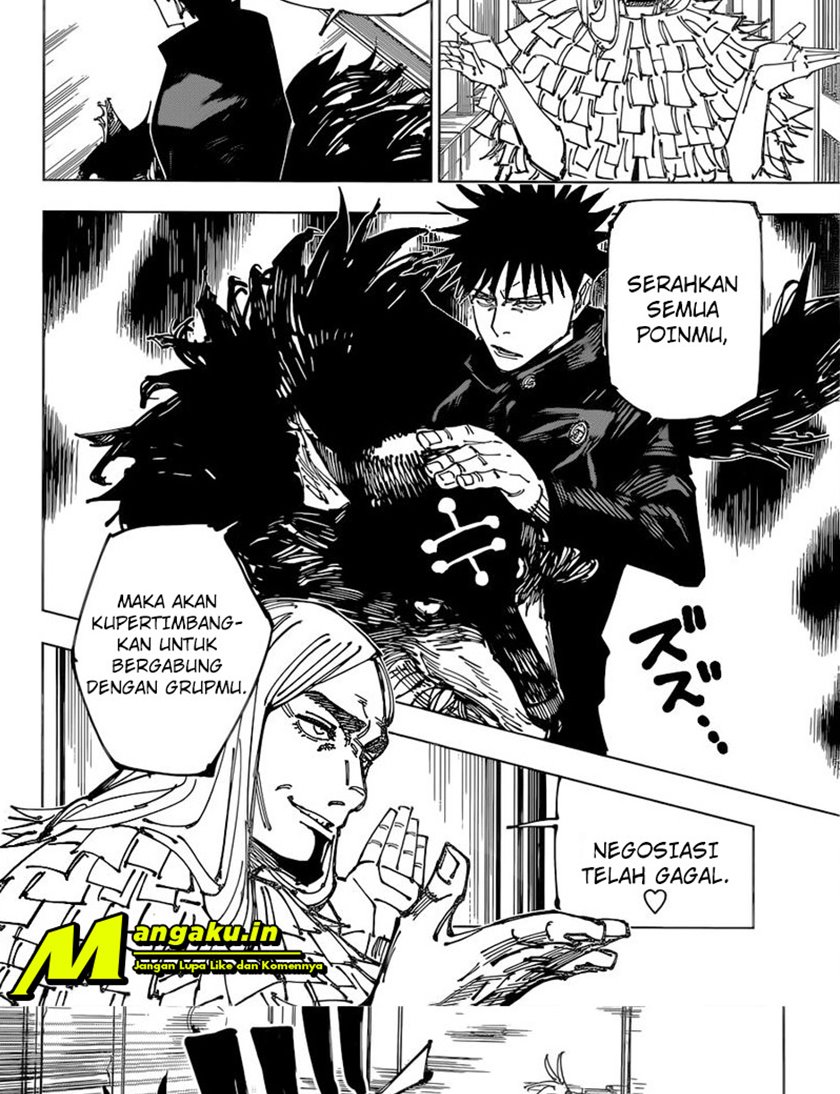 SERAHKAN
SEMUA
POINMU,
MAKA AKAN
KUPERTIMBANG-
KAN UNTUK
BERGABUNG
DENGAN GRUPMU.
ズズ...
NEGOSIASI
TELAH GAGAL.
♡
Mangaku.in
Jangan Lupa Like dan Komennya